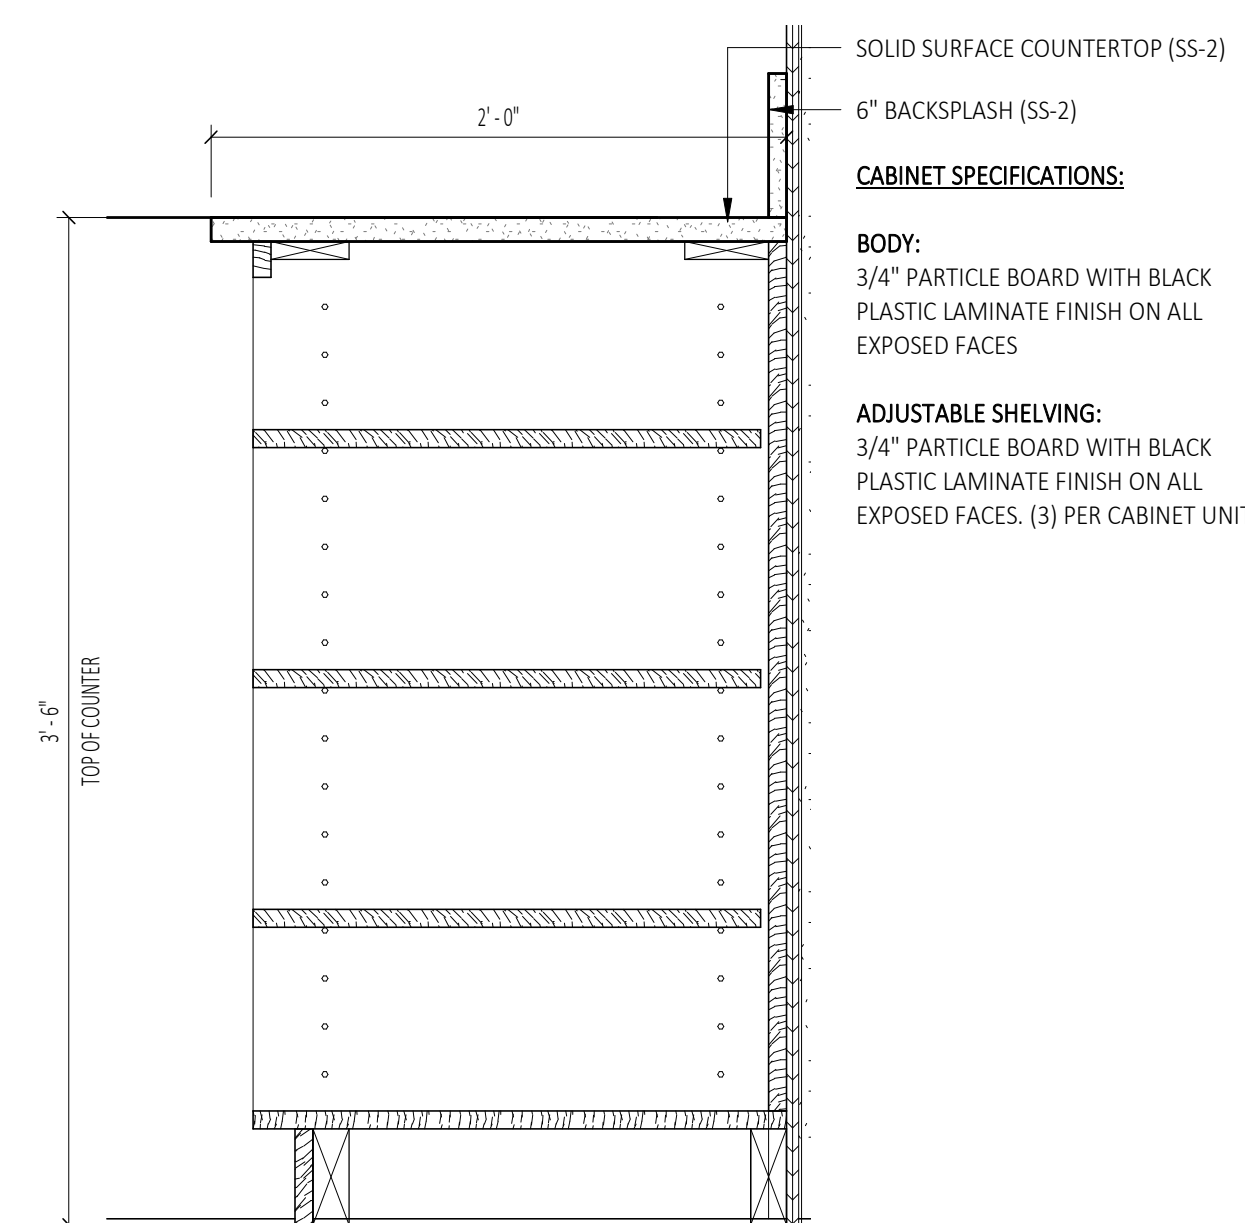 SOLID SURFACE COUNTERTOP (SS-2)
2' - 0"
6" BACKSPLASH (SS-2)
CABINET SPECIFICATIONS:
BODY:
3/4" PARTICLE BOARD WITH BLACK
PLASTIC LAMINATE FINISH ON ALL
EXPOSED FACES
ADJUSTABLE SHELVING:
3/4" PARTICLE BOARD WITH BLACK
PLASTIC LAMINATE FINISH ON ALL
EXPOSED FACES. (3) PER CABINET UNIT
3' - 6"
TOP OF COUNTER